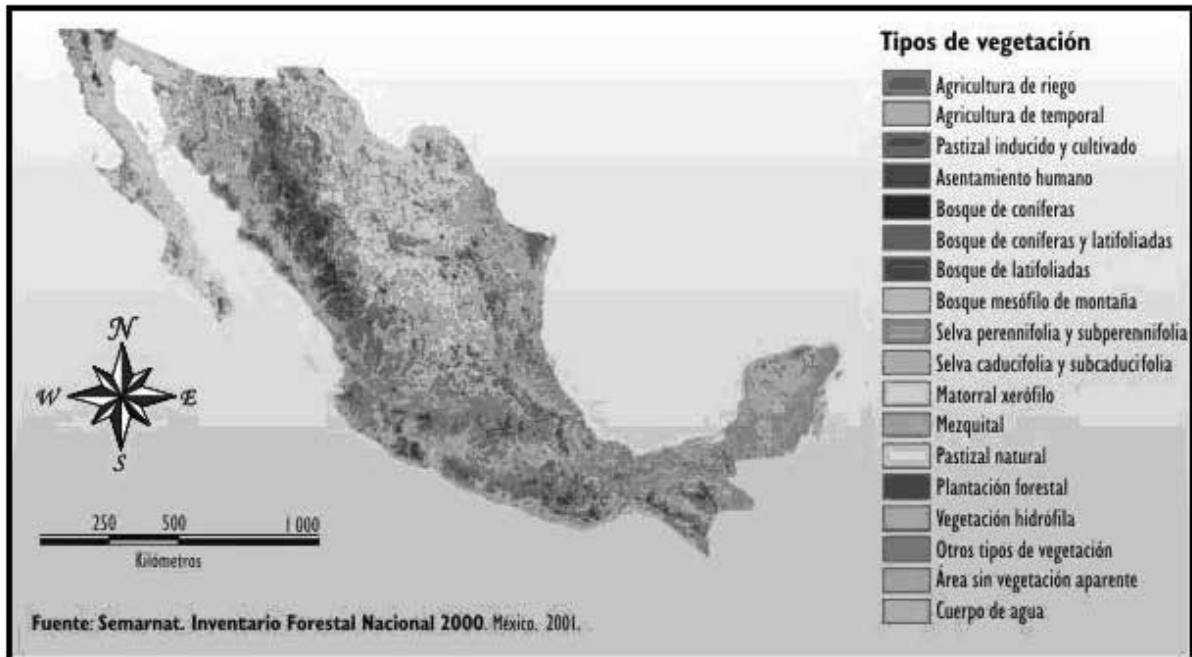 Tipos de vegetación
Agricultura de riego
Agricultura de temporal
Pastizal inducido y cultivado
Asentamiento humano
Bosque de coníferas
Bosque de coníferas y latifoliadas
Bosque de latifoliadas
Bosque mesófilo de montaña
Selva perennifolia y subperennifolia
Selva caducifolia y subcaducifolia
Matorral xerófilo
Mezquital
Pastizal natural
Plantación forestal
Vegetación hidrófila
Otros tipos de vegetación
Área sin vegetación aparente
Cuerpo de agua
N
W E
S
250 500 1 000
Kilómetros
Fuente: Semarnat. Inventario Forestal Nacional 2000. México. 2001.